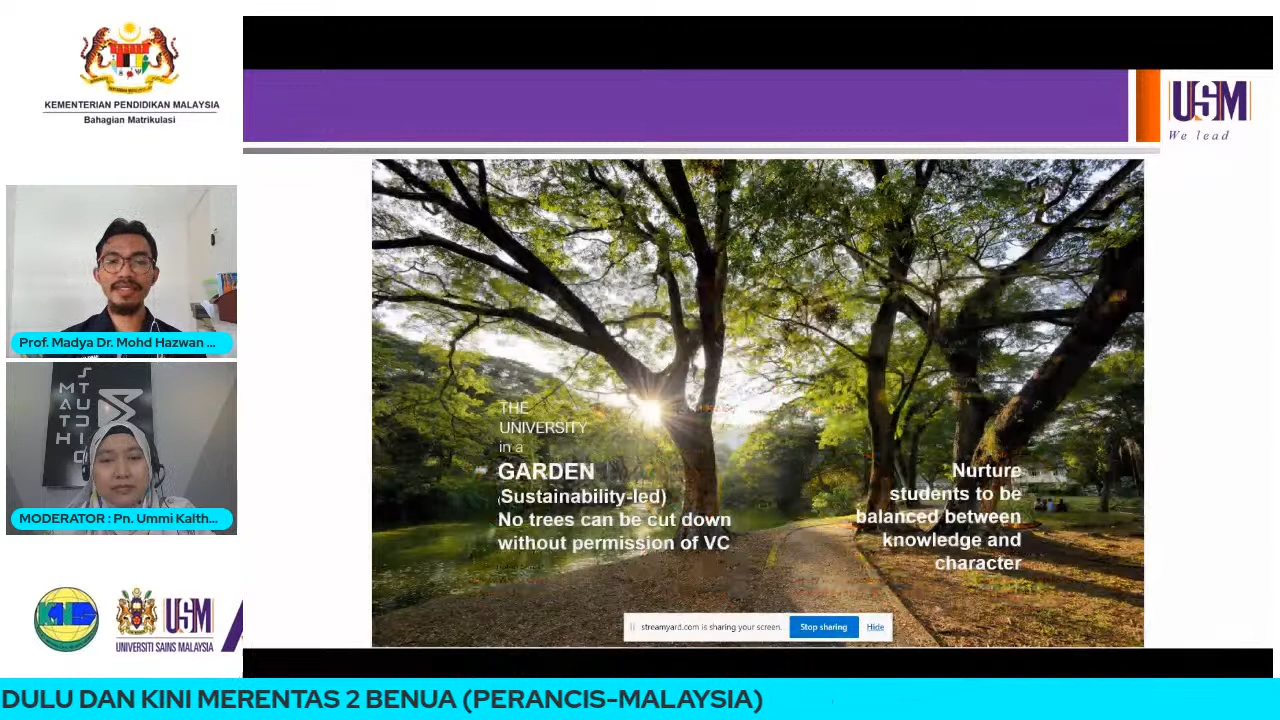 KEMENTERIAN PENDIDIKAN MALAYSIA
Bahagian Matrikulasi
USM
We lead
Prof. Madya Dr. Mohd Hazwan ...
MATH
STUDIO
MODERATOR : Pn. Ummi Kalth...
THE
UNIVERSITY
in a
GARDEN
(Sustainability-led)
No trees can be cut down
without permission of VC
Nurture
students to be
balanced between
knowledge and
character
streamyard.com is sharing your screen.
Stop sharing
Hide
USM
UNIVERSITI SAINS MALAYSIA
DULU DAN KINI MERENTAS 2 BENUA (PERANCIS-MALAYSIA)